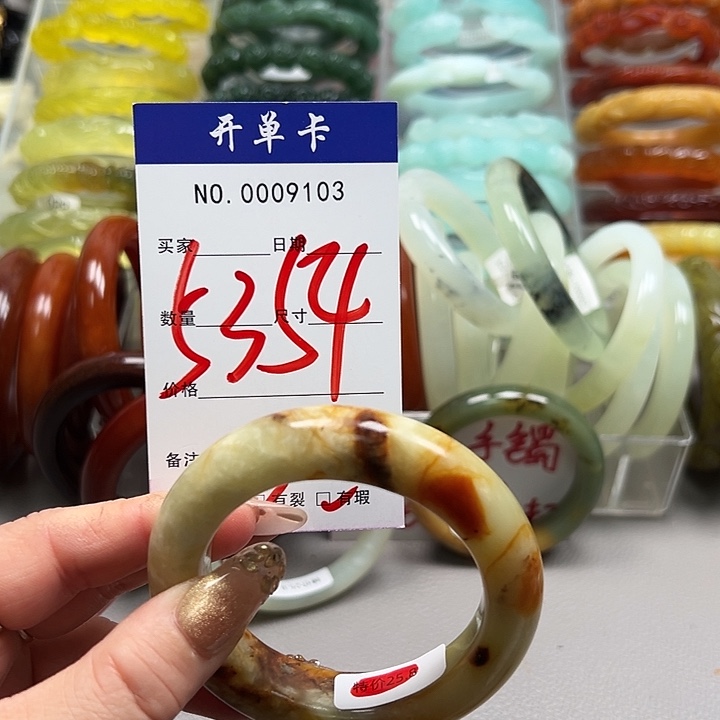 开单卡
NO.0009103
买家 日期
5354
数量 尺寸
价格
备注
有裂 有瑕
手镯
特价25.8